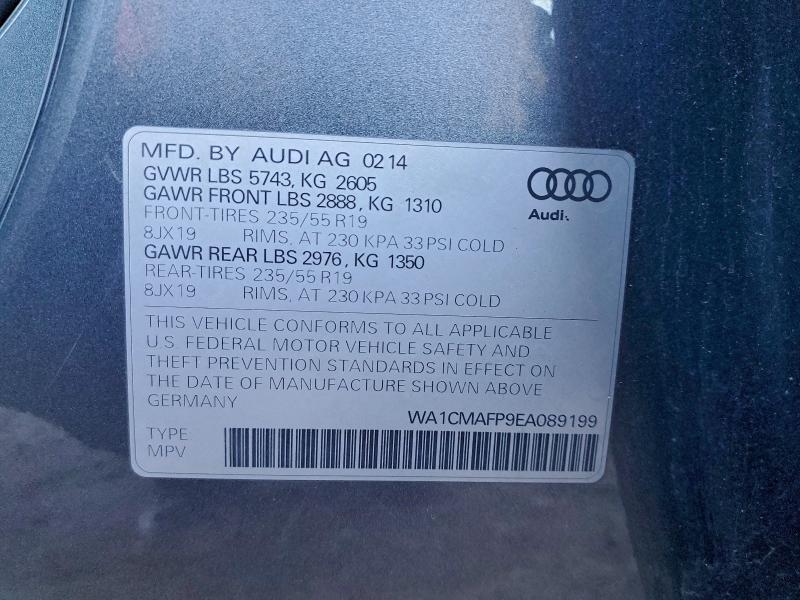 MFD. BY AUDI AG 02 14
GVWR LBS 5743, KG 2605
GAWR FRONT LBS 2888, KG 1310
FRONT-TIRES 235/55 R19
8JX19 RIMS, AT 230 KPA 33 PSI COLD
GAWR REAR LBS 2976, KG 1350
REAR-TIRES 235/55 R19
8JX19 RIMS, AT 230 KPA 33 PSI COLD
Audi
THIS VEHICLE CONFORMS TO ALL APPLICABLE
U.S. FEDERAL MOTOR VEHICLE SAFETY AND
THEFT PREVENTION STANDARDS IN EFFECT ON
THE DATE OF MANUFACTURE SHOWN ABOVE
GERMANY
WA1CMAFP9EA089199
TYPE
MPV